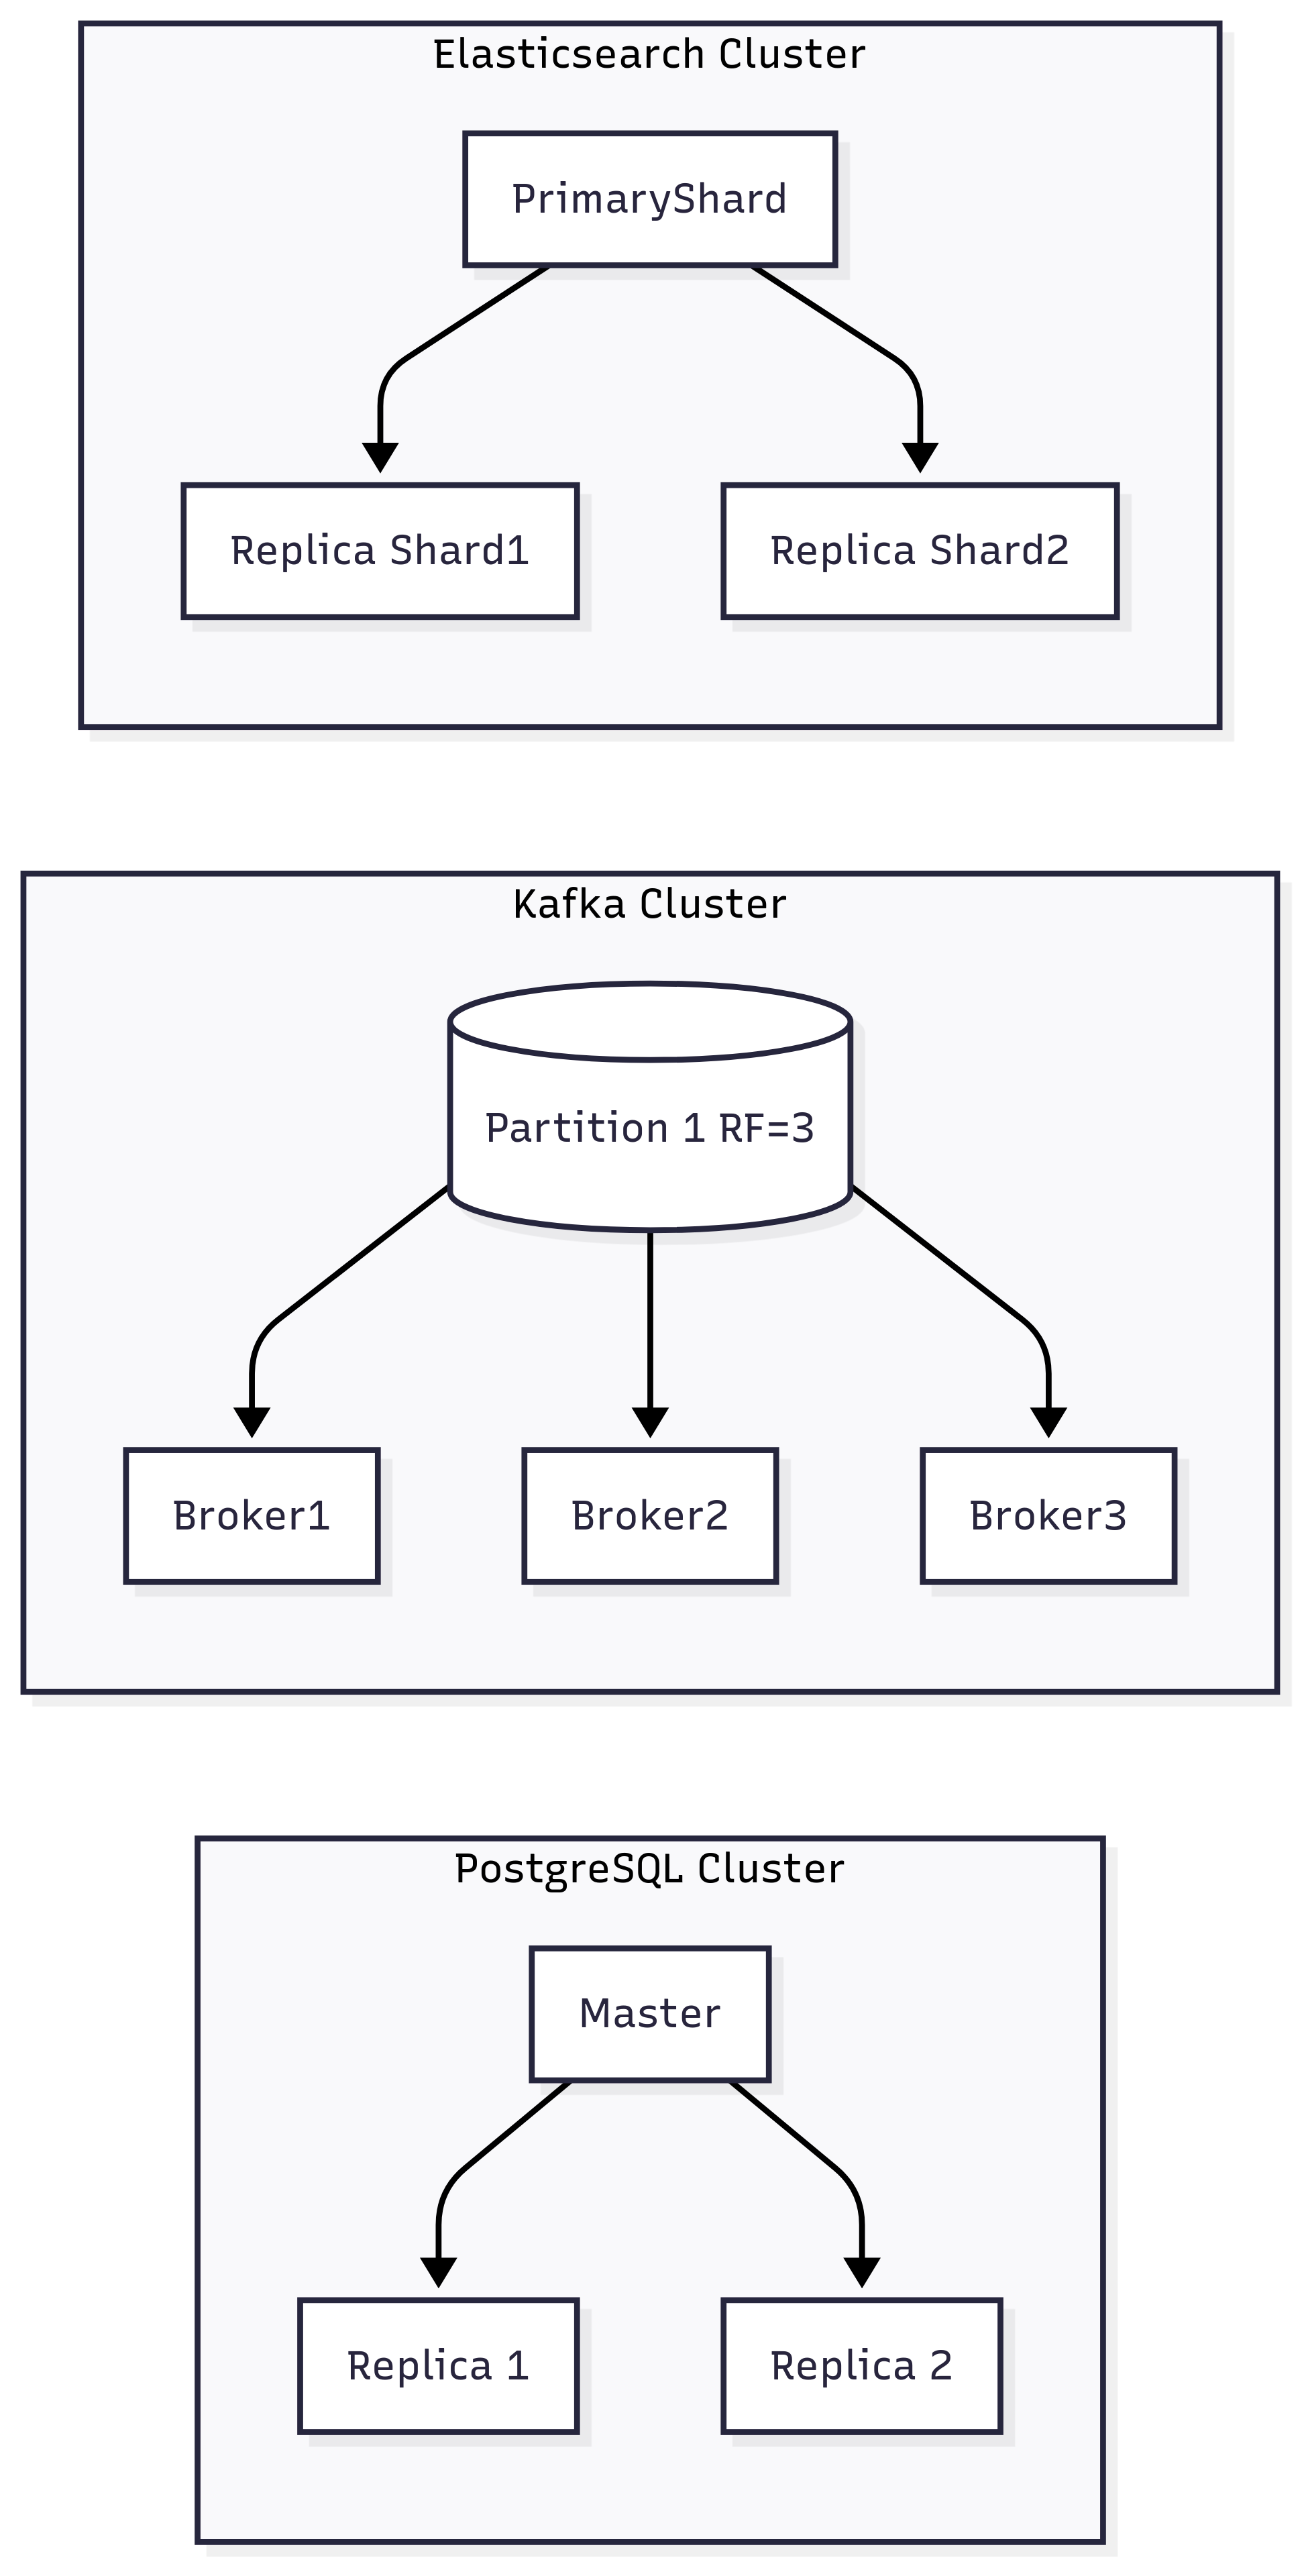 Elasticsearch Cluster
PrimaryShard
Replica Shard1
Replica Shard2
Kafka Cluster
Partition 1 RF=3
Broker1
Broker2
Broker3
PostgreSQL Cluster
Master
Replica 1
Replica 2